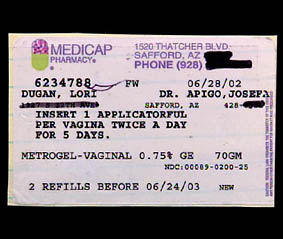 MEDICAP
PHARMACY®
1520 THATCHER BLVD
SAFFORD, AZ
PHONE (928)
6234788 FW 06/28/02
DUGAN, LORI DR. APIGO, JOSEFA
SAFFORD, AZ 428-
INSERT 1 APPLICATORFUL
PER VAGINA TWICE A DAY
FOR 5 DAYS.
METROGEL-VAGINAL 0.75% GE 70GM
NDC:00089-0200-25
2 REFILLS BEFORE 06/24/03 NEW